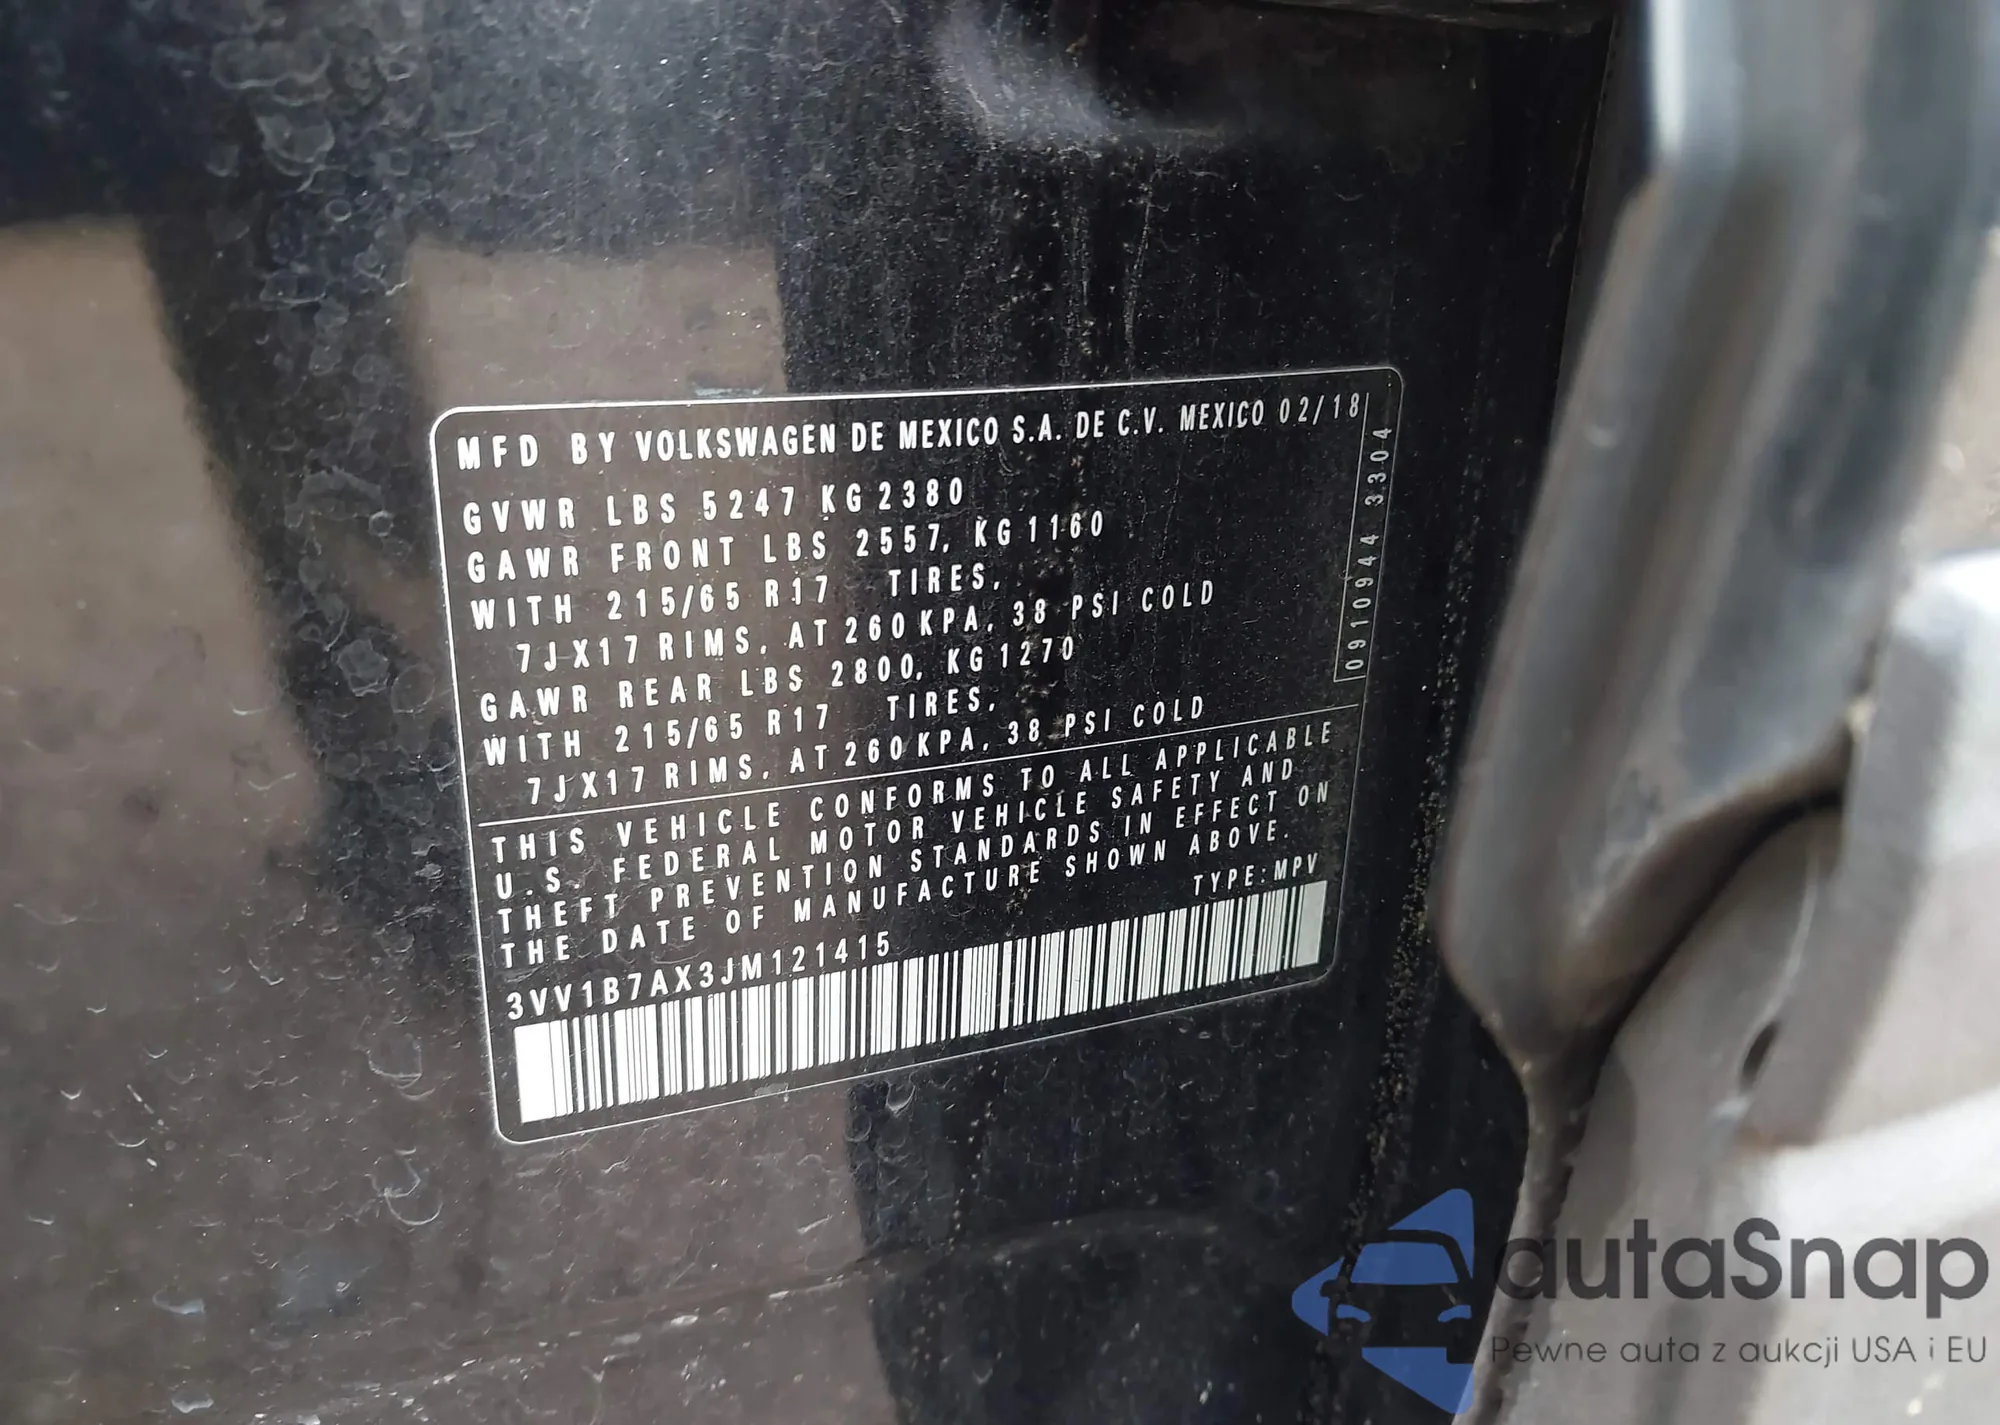 MFD BY VOLKSWAGEN DE MEXICO S.A. DE C.V. MEXICO 02/18
GVWR LBS 5247 KG 2380
GAWR FRONT LBS 2557, KG 1160
WITH 215/65 R17 TIRES,
7J X17 RIMS, AT 260 KPA, 38 PSI COLD
GAWR REAR LBS 2800, KG 1270
WITH 215/65 R17 TIRES,
7J X17 RIMS, AT 260 KPA, 38 PSI COLD
0910944 3304
THIS VEHICLE CONFORMS TO ALL APPLICABLE
U.S. FEDERAL MOTOR VEHICLE SAFETY AND
THEFT PREVENTION STANDARDS IN EFFECT ON
THE DATE OF MANUFACTURE SHOWN ABOVE.
TYPE: MPV
3VV1B7AX3JM121415
autaSnap
Pewne auta z aukcji USA i EU